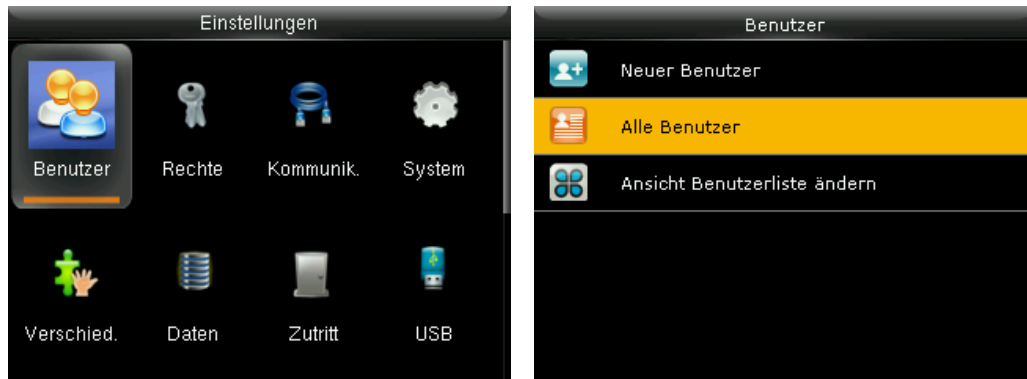 Einstellungen
Benutzer
Rechte
Kommunik.
System
Verschied.
Daten
Zutritt
USB
Benutzer
Neuer Benutzer
Alle Benutzer
Ansicht Benutzerliste ändern